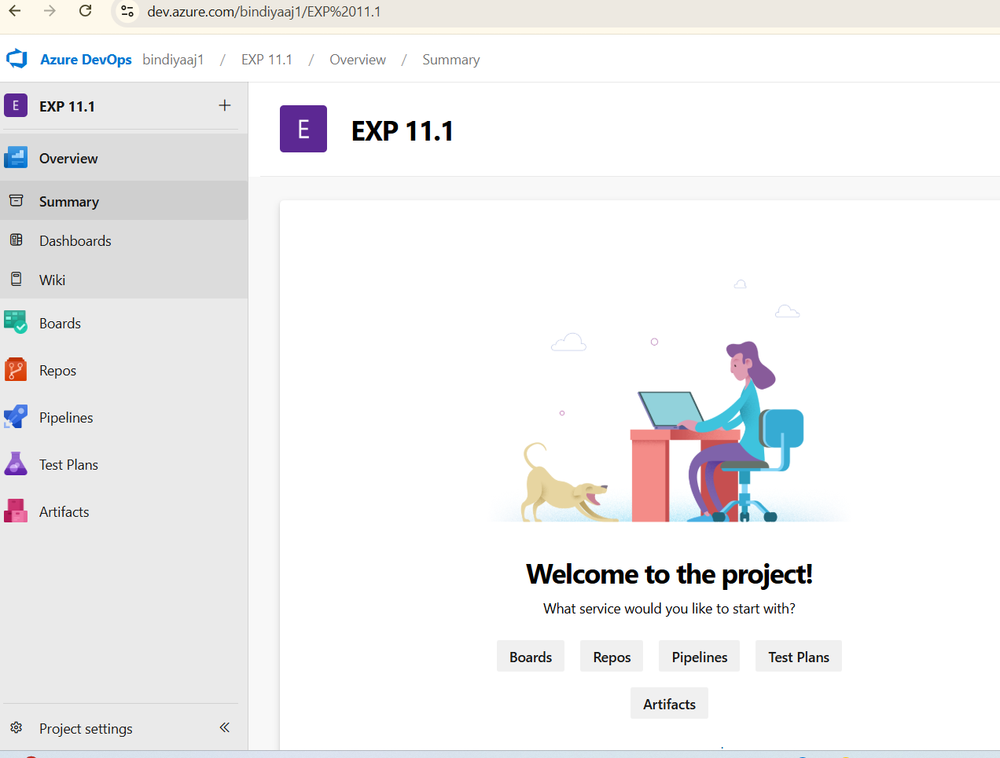 dev.azure.com/bindiyaaj1/EXP%2011.1
Azure DevOps bindiyaaj1 / EXP 11.1 / Overview / Summary
E EXP 11.1 +
Overview
Summary
Dashboards
Wiki
Boards
Repos
Pipelines
Test Plans
Artifacts
Project settings
E EXP 11.1
Welcome to the project!
What service would you like to start with?
Boards Repos Pipelines Test Plans
Artifacts